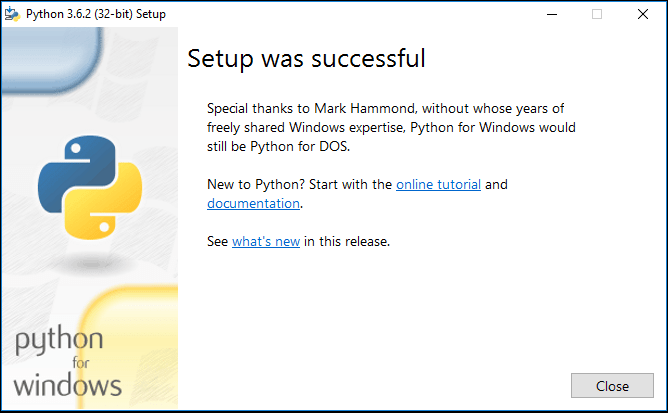 Python 3.6.2 (32-bit) Setup
Setup was successful
Special thanks to Mark Hammond, without whose years of
freely shared Windows expertise, Python for Windows would
still be Python for DOS.
New to Python? Start with the online tutorial and
documentation.
See what's new in this release.
python
for
windows
Close